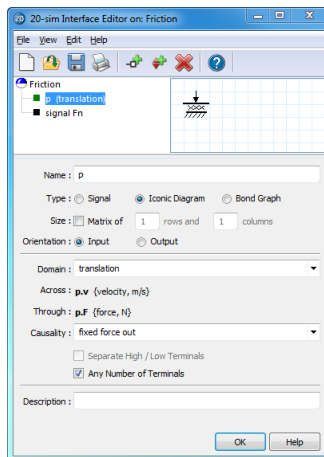 20-sim Interface Editor on: Friction
File View Edit Help
Friction
p {translation}
signal Fn
Name : p
Type : Signal Iconic Diagram Bond Graph
Size : Matrix of 1 rows and 1 columns
Orientation : Input Output
Domain : translation
Across : p.v {velocity, m/s}
Through : p.F {force, N}
Causality : fixed force out
Separate High / Low Terminals
Any Number of Terminals
Description :
OK Help